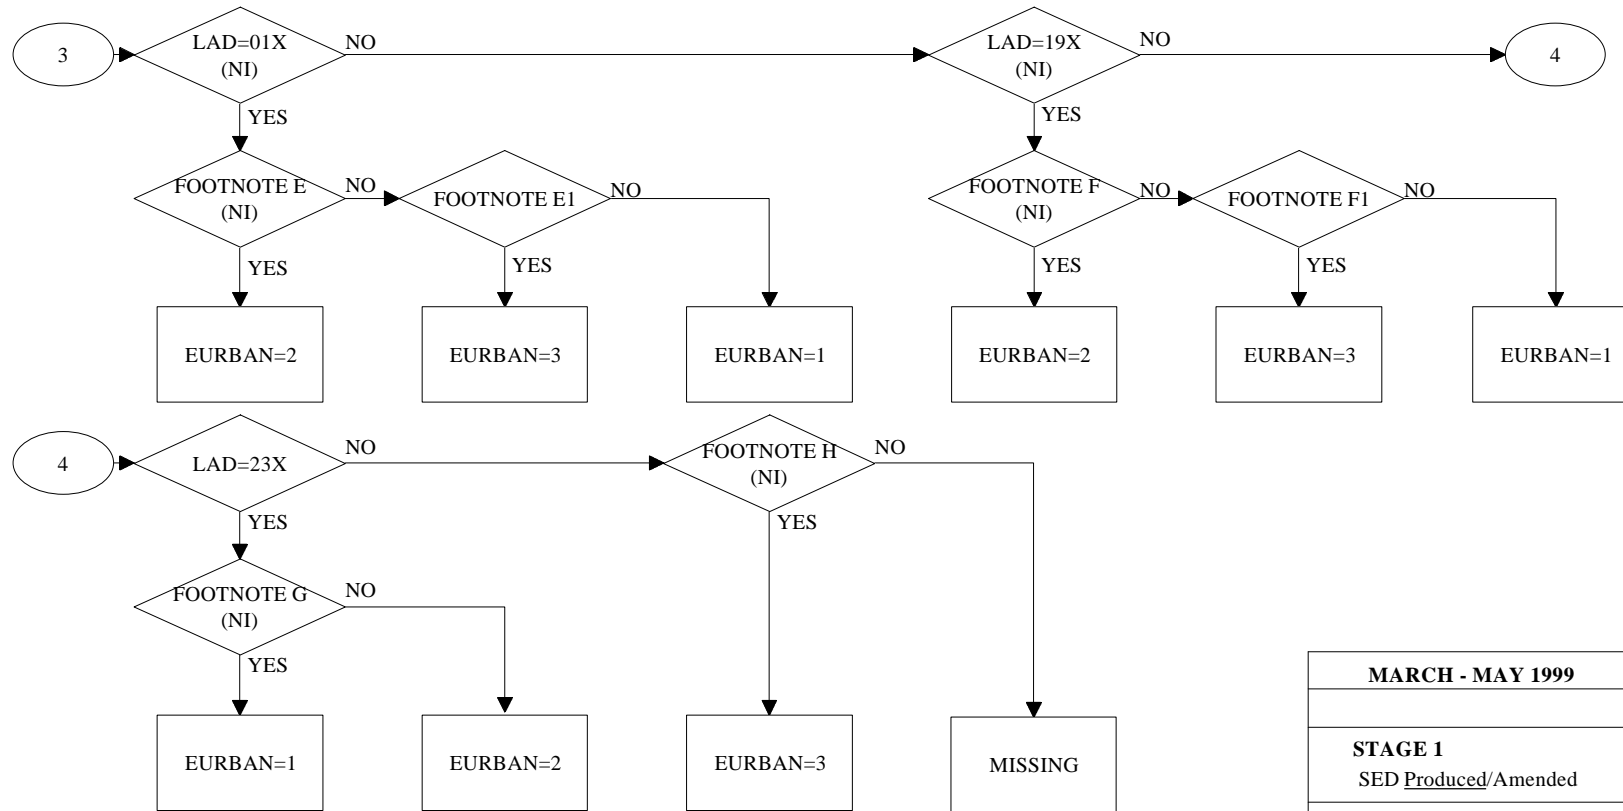 3
LAD=01X
(NI)
NO
LAD=19X
(NI)
NO
4
YES
YES
FOOTNOTE E
(NI)
NO
FOOTNOTE E1
NO
FOOTNOTE F
(NI)
NO
FOOTNOTE F1
NO
YES
YES
YES
YES
EURBAN=2
EURBAN=3
EURBAN=1
EURBAN=2
EURBAN=3
EURBAN=1
4
LAD=23X
NO
FOOTNOTE H
(NI)
NO
YES
YES
FOOTNOTE G
(NI)
NO
YES
EURBAN=1
EURBAN=2
EURBAN=3
MISSING
MARCH - MAY 1999
STAGE 1
SED Produced/Amended